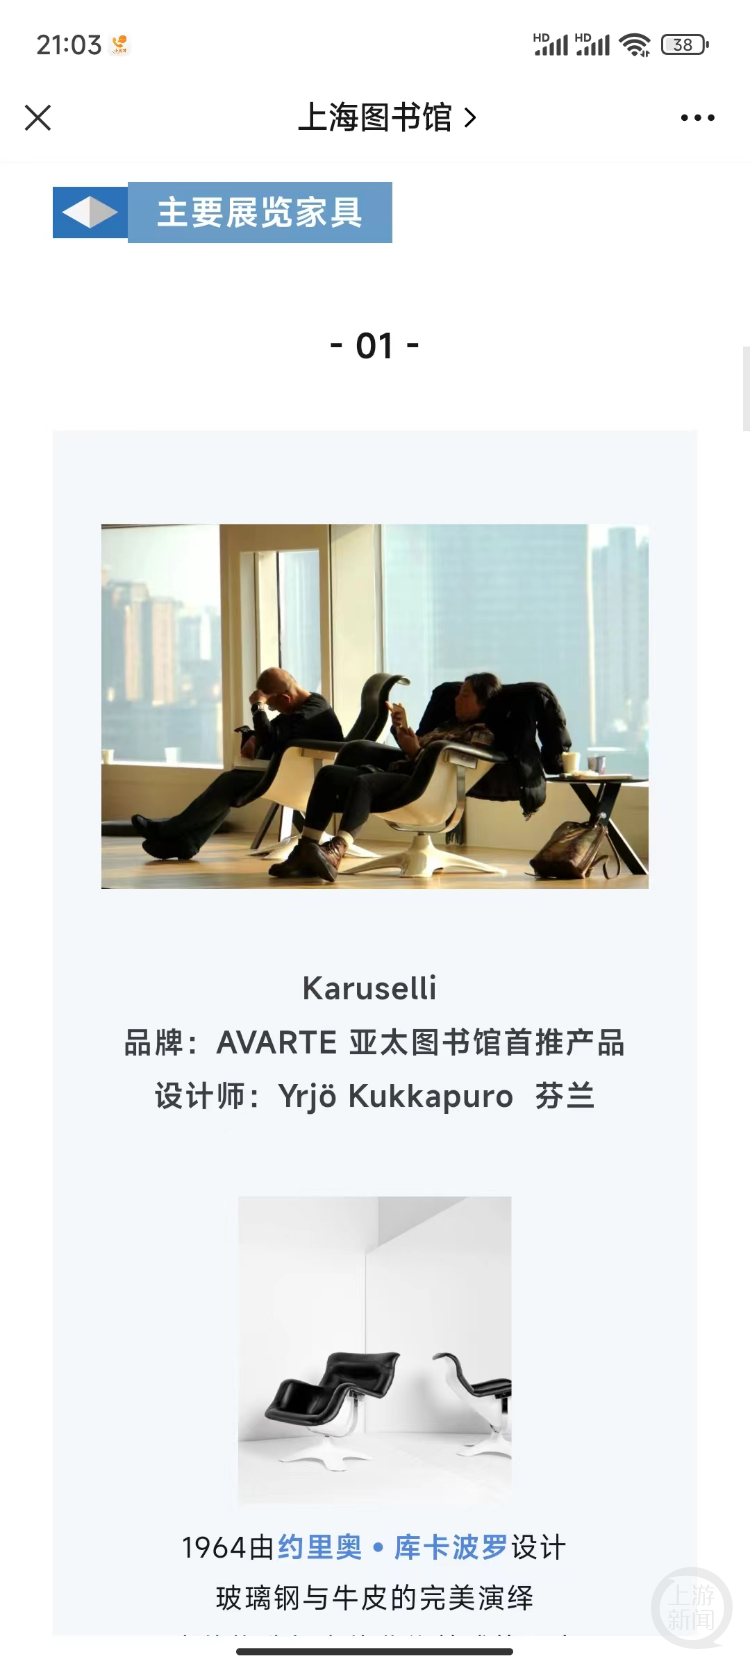 21:03
HD HD 38
上海图书馆
主要展览家具
- 01 -
Karuselli
品牌：AVARTE 亚太图书馆首推产品
设计师：Yrjö Kukkapuro 芬兰
1964由约里奥•库卡波罗设计
玻璃钢与牛皮的完美演绎
上游新闻